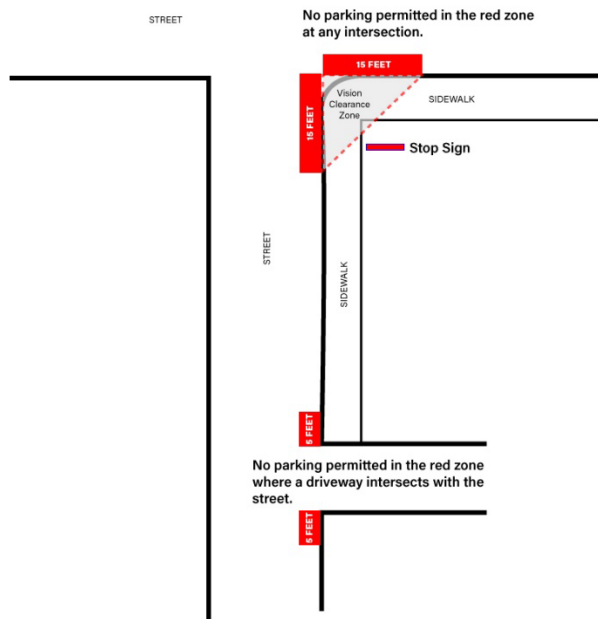 STREET
No parking permitted in the red zone
at any intersection.
15 FEET
15 FEET
Vision
Clearance
Zone
SIDEWALK
Stop Sign
STREET
SIDEWALK
5 FEET
No parking permitted in the red zone
where a driveway intersects with the
street.
5 FEET